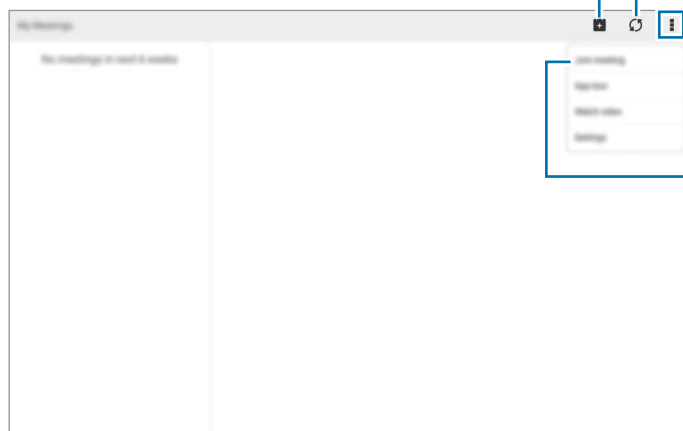 My Meetings
No meetings in next 6 weeks
Join meeting
App tour
Watch video
Settings